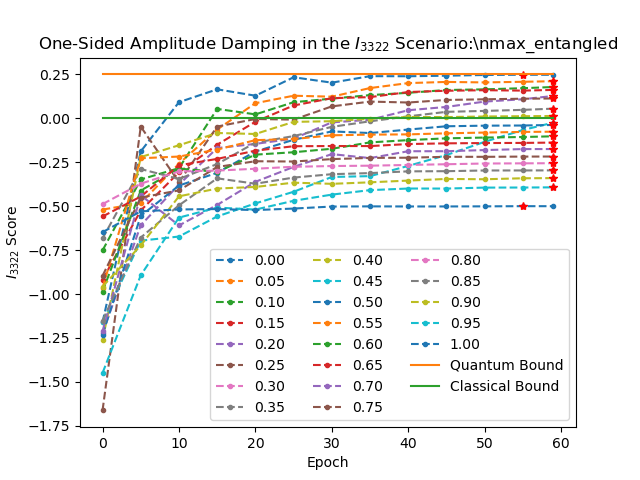 One-Sided Amplitude Damping in the I3322 Scenario:\nmax_entangled
I3322 Score
0.25
0.00
−0.25
−0.50
−0.75
−1.00
−1.25
−1.50
−1.75
0 10 20 30 40 50 60
Epoch
0.00 0.40 0.80
0.05 0.45 0.85
0.10 0.50 0.90
0.15 0.55 0.95
0.20 0.60 1.00
0.25 0.65 Quantum Bound
0.30 0.70 Classical Bound
0.35 0.75